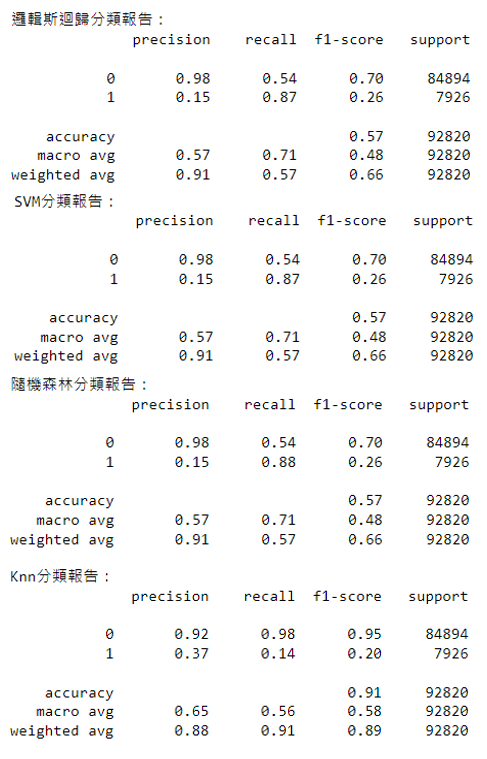 邏輯斯迴歸分類報告：
precision recall f1-score support
0 0.98 0.54 0.70 84894
1 0.15 0.87 0.26 7926
accuracy 0.57 92820
macro avg 0.57 0.71 0.48 92820
weighted avg 0.91 0.57 0.66 92820
SVM分類報告：
precision recall f1-score support
0 0.98 0.54 0.70 84894
1 0.15 0.87 0.26 7926
accuracy 0.57 92820
macro avg 0.57 0.71 0.48 92820
weighted avg 0.91 0.57 0.66 92820
隨機森林分類報告：
precision recall f1-score support
0 0.98 0.54 0.70 84894
1 0.15 0.88 0.26 7926
accuracy 0.57 92820
macro avg 0.57 0.71 0.48 92820
weighted avg 0.91 0.57 0.66 92820
Knn分類報告：
precision recall f1-score support
0 0.92 0.98 0.95 84894
1 0.37 0.14 0.20 7926
accuracy 0.91 92820
macro avg 0.65 0.56 0.58 92820
weighted avg 0.88 0.91 0.89 92820